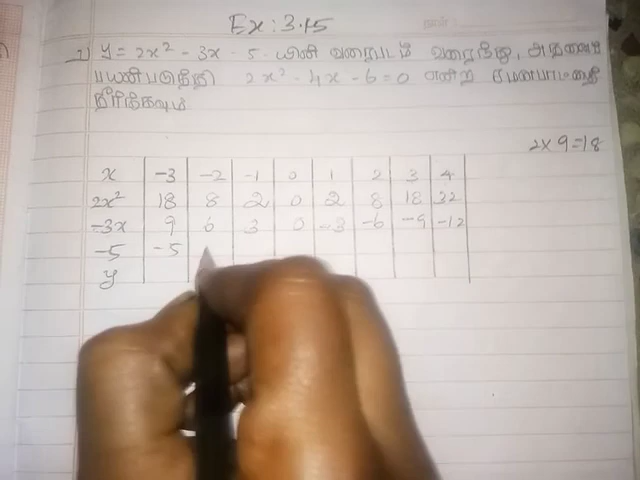 Ex: 3.15
1) y = 2x² - 3x - 5 யின் வரைபடம் வரைந்து, அதனைப்
பயன்படுத்தி 2x² - 4x - 6 = 0 என்ற சமன்பாட்டை
தீர்க்கவும்
2 x 9 = 18
x -3 -2 -1 0 1 2 3 4
2x² 18 8 2 0 2 8 18 32
-3x 9 6 3 0 -3 -6 -9 -12
-5 -5
y